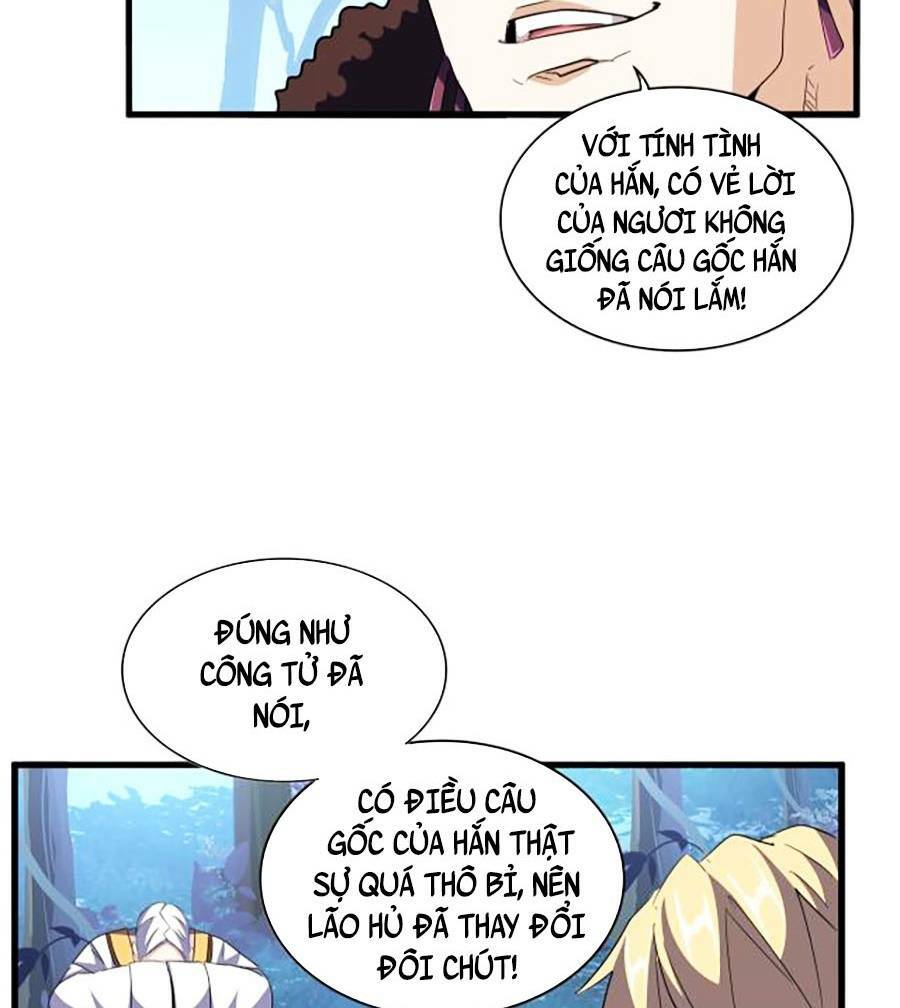 VỚI TÍNH TÌNH
CỦA HẮN, CÓ VẺ LỜI
CỦA NGƯƠI KHÔNG
GIỐNG CÂU GỐC HẮN
ĐÃ NÓI LẮM!
ĐÚNG NHƯ
CÔNG TỬ ĐÃ
NÓI,
CÓ ĐIỀU CÂU
GỐC CỦA HẮN THẬT
SỰ QUÁ THÔ BỈ, NÊN
LÃO HỦ ĐÃ THAY ĐỔI
ĐÔI CHÚT!